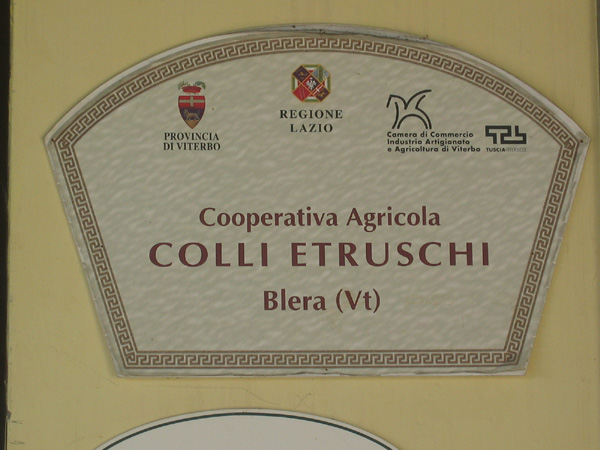 PROVINCIA
DI VITERBO
REGIONE
LAZIO
Camera di Commercio
Industria Artigianato
e Agricoltura di Viterbo
Cooperativa Agricola
COLLI ETRUSCHI
Blera (Vt)